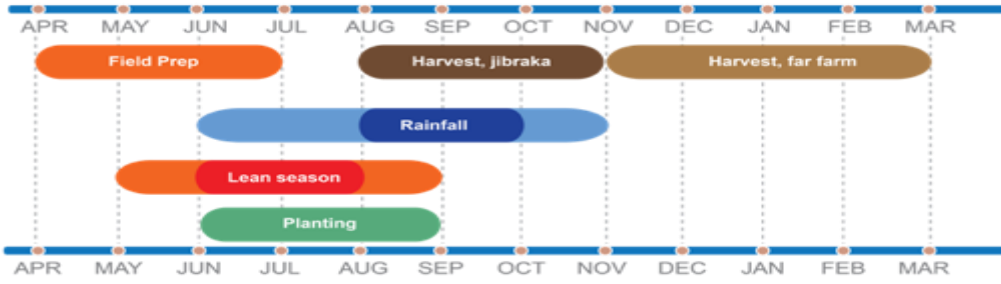 APR MAY JUN JUL AUG SEP OCT NOV DEC JAN FEB MAR
Field Prep Harvest, jibraka Harvest, far farm
Rainfall
Lean season
Planting
APR MAY JUN JUL AUG SEP OCT NOV DEC JAN FEB MAR